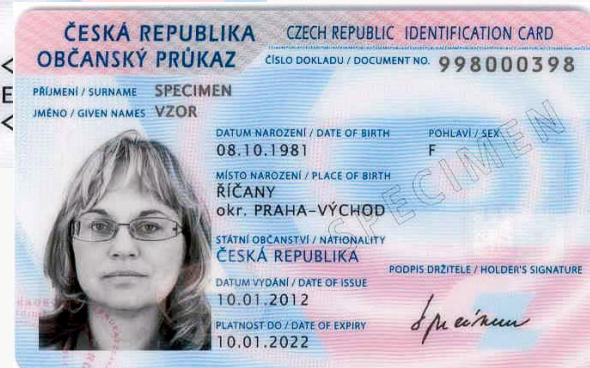 ČESKÁ REPUBLIKA
CZECH REPUBLIC IDENTIFICATION CARD
OBČANSKÝ PRŮKAZ
ČÍSLO DOKLADU / DOCUMENT NO. 998000398
<
E
<
PŘÍJMENÍ / SURNAME SPECIMEN
JMÉNO / GIVEN NAMES VZOR
DATUM NAROZENÍ / DATE OF BIRTH
08.10.1981
POHLAVÍ / SEX
F
MÍSTO NAROZENÍ / PLACE OF BIRTH
ŘÍČANY
okr. PRAHA-VÝCHOD
STÁTNÍ OBČANSTVÍ / NATIONALITY
ČESKÁ REPUBLIKA
DATUM VYDÁNÍ / DATE OF ISSUE
10.01.2012
PLATNOST DO / DATE OF EXPIRY
10.01.2022
PODPIS DRŽITELE / HOLDER'S SIGNATURE
Specimen
SPECIMEN